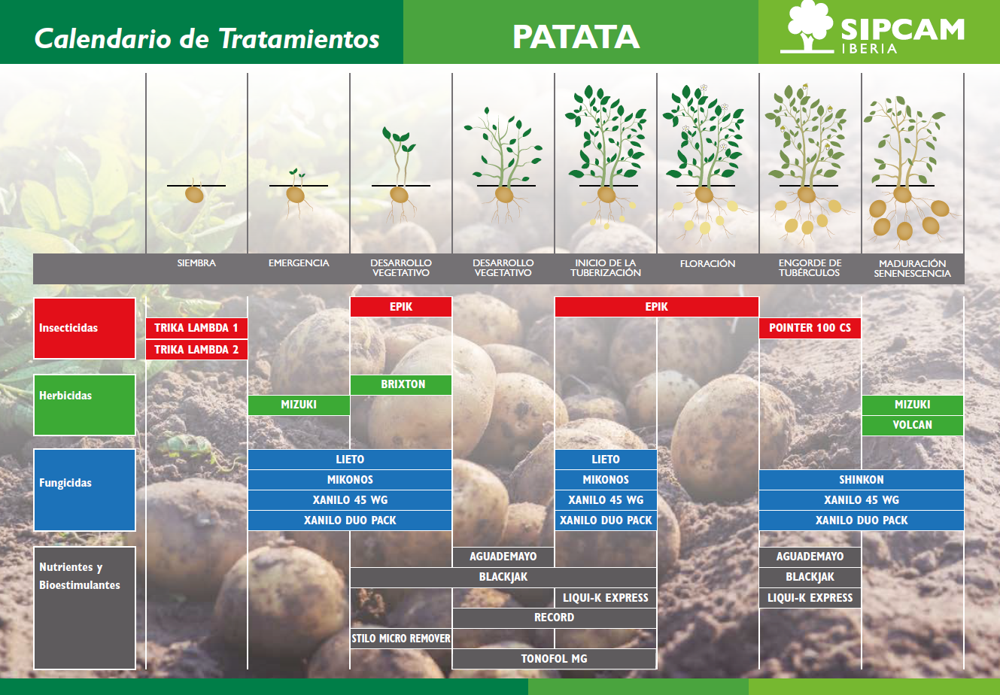 Calendario de Tratamientos
PATATA
SIPCAM
IBERIA
SIEMBRA
EMERGENCIA
DESARROLLO
VEGETATIVO
DESARROLLO
VEGETATIVO
INICIO DE LA
TUBERIZACIÓN
FLORACIÓN
ENGORDE DE
TUBÉRCULOS
MADURACIÓN
SENENESCENCIA
Insecticidas
EPIK
EPIK
TRIKA LAMBDA 1
POINTER 100 CS
TRIKA LAMBDA 2
Herbicidas
BRIXTON
MIZUKI
MIZUKI
VOLCAN
Fungicidas
LIETO
LIETO
MIKONOS
MIKONOS
SHINKON
XANILO 45 WG
XANILO 45 WG
XANILO 45 WG
XANILO DUO PACK
XANILO DUO PACK
XANILO DUO PACK
Nutrientes y
Bioestimulantes
AGUADEMAYO
AGUADEMAYO
BLACKJAK
BLACKJAK
LIQUI-K EXPRESS
LIQUI-K EXPRESS
RECORD
STILO MICRO REMOVER
TONOFOL MG